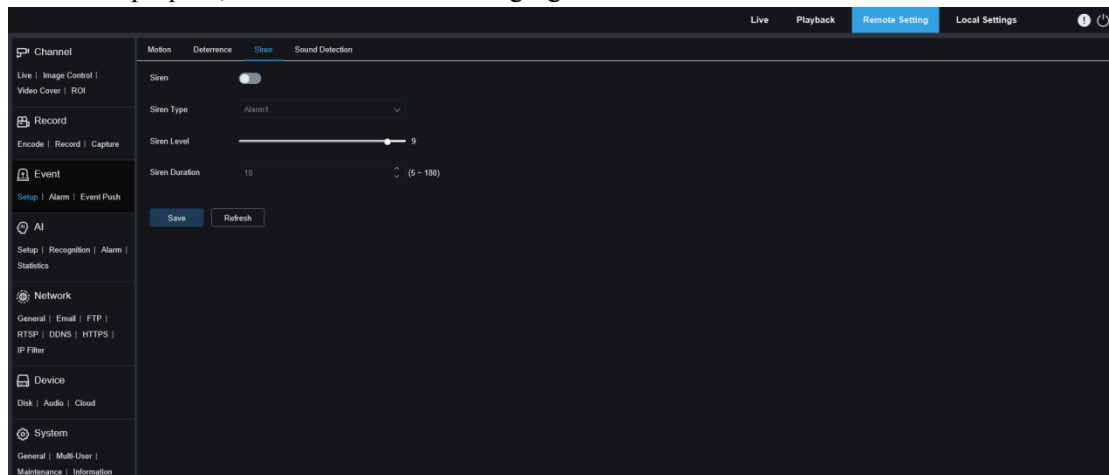 Live Playback Remote Setting Local Settings
Channel
Live | Image Control |
Video Cover | ROI
Record
Encode | Record | Capture
Event
Setup | Alarm | Event Push
AI
Setup | Recognition | Alarm |
Statistics
Network
General | Email | FTP |
RTSP | DDNS | HTTPS |
IP Filter
Device
Disk | Audio | Cloud
System
General | Multi-User |
Maintenance | Information
Motion Deterrence Siren Sound Detection
Siren
Siren Type Alarm1
Siren Level 9
Siren Duration 10 (5 ~ 180)
Save Refresh